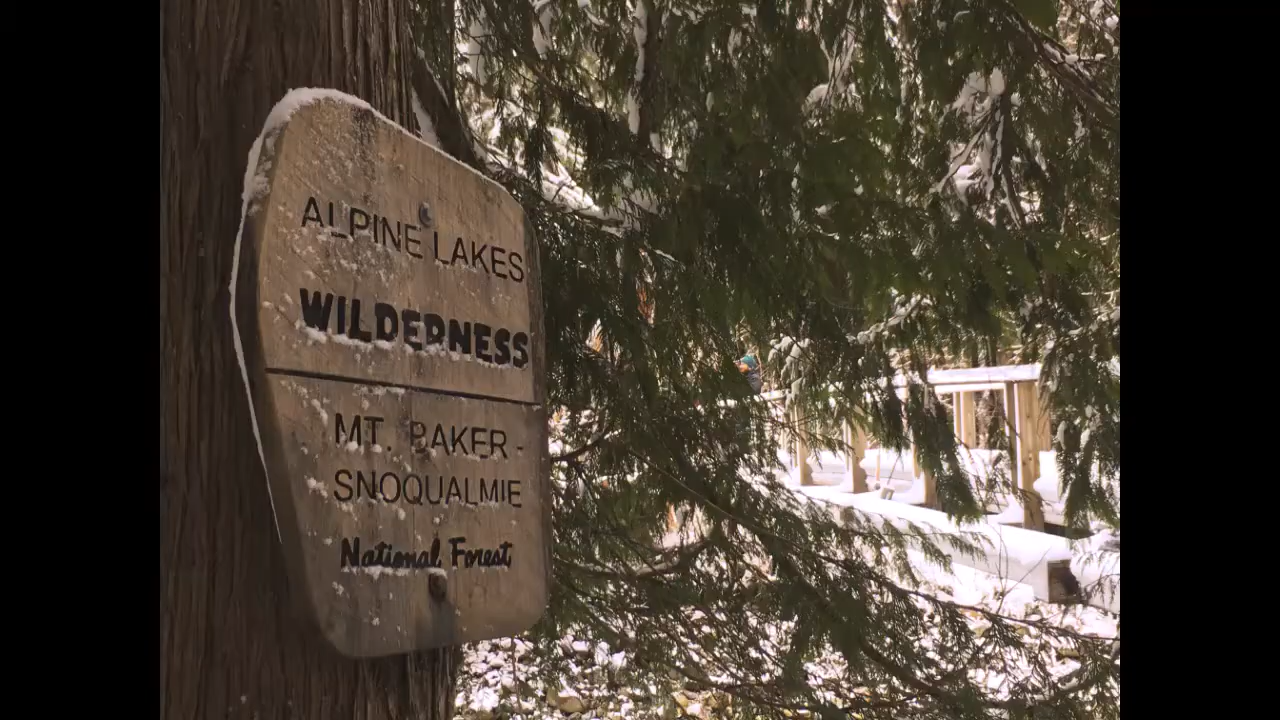 ALPINE LAKES
WILDERNESS
MT. BAKER -
SNOQUALMIE
National Forest